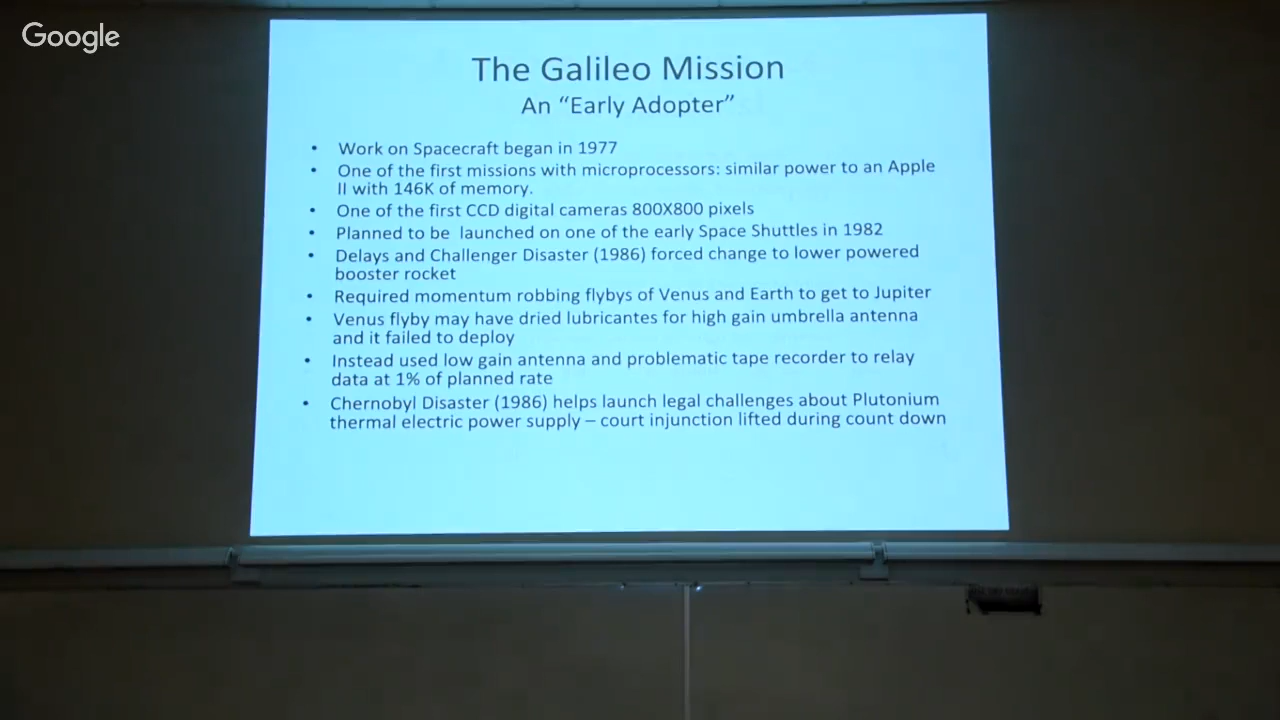 Google
The Galileo Mission
An “Early Adopter”
• Work on Spacecraft began in 1977
• One of the first missions with microprocessors: similar power to an Apple
II with 146K of memory.
• One of the first CCD digital cameras 800X800 pixels
• Planned to be launched on one of the early Space Shuttles in 1982
• Delays and Challenger Disaster (1986) forced change to lower powered
booster rocket
• Required momentum robbing flybys of Venus and Earth to get to Jupiter
• Venus flyby may have dried lubricantes for high gain umbrella antenna
and it failed to deploy
• Instead used low gain antenna and problematic tape recorder to relay
data at 1% of planned rate
• Chernobyl Disaster (1986) helps launch legal challenges about Plutonium
thermal electric power supply – court injunction lifted during count down